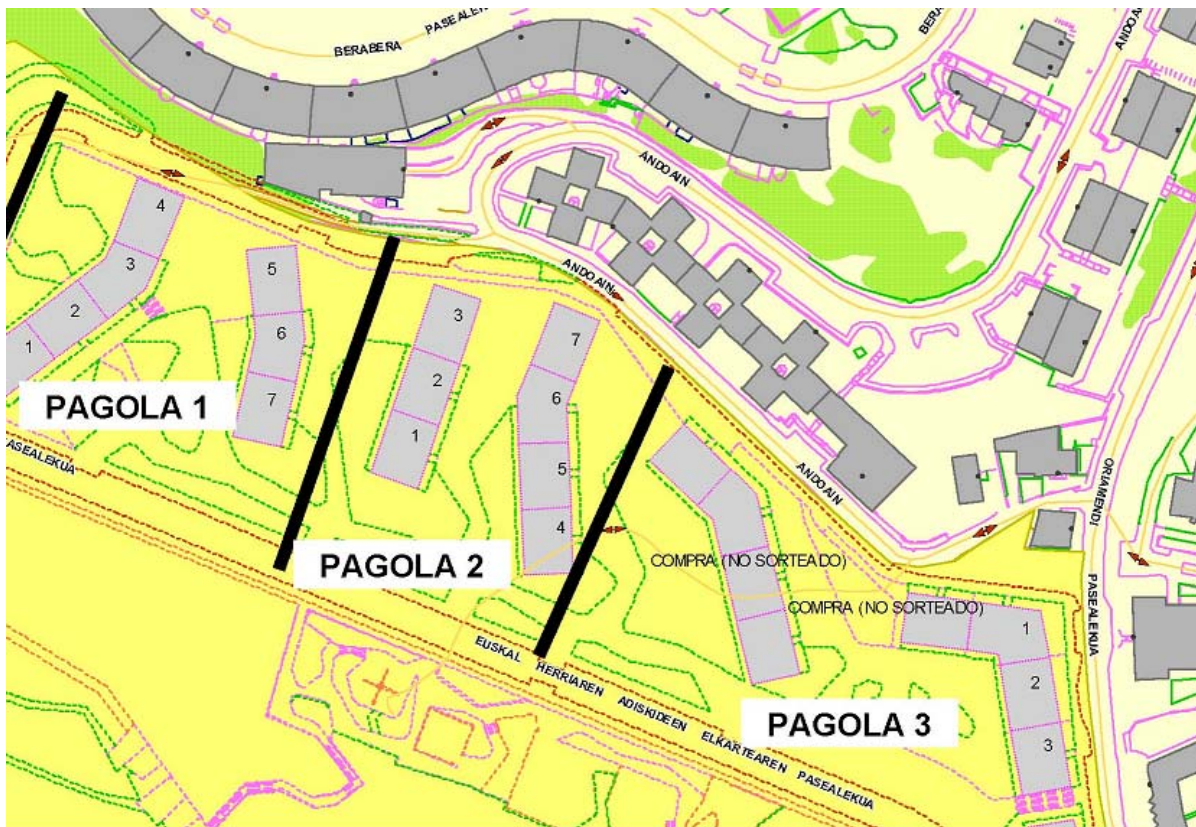 BERABERA PASEALEKUA
BERA
ANDOAIN
ANDOAIN
ANDOAIN
ANDOAIN
ORIAMENDI
PASEALEKUA
4
3
2
1
5
6
7
PAGOLA 1
ASEALEKUA
3
2
1
7
6
5
4
PAGOLA 2
COMPRA (NO SORTEADO)
COMPRA (NO SORTEADO)
1
2
3
PAGOLA 3
EUSKAL HERRIAREN ADISKIDEEN ELKARTEAREN PASEALEKUA